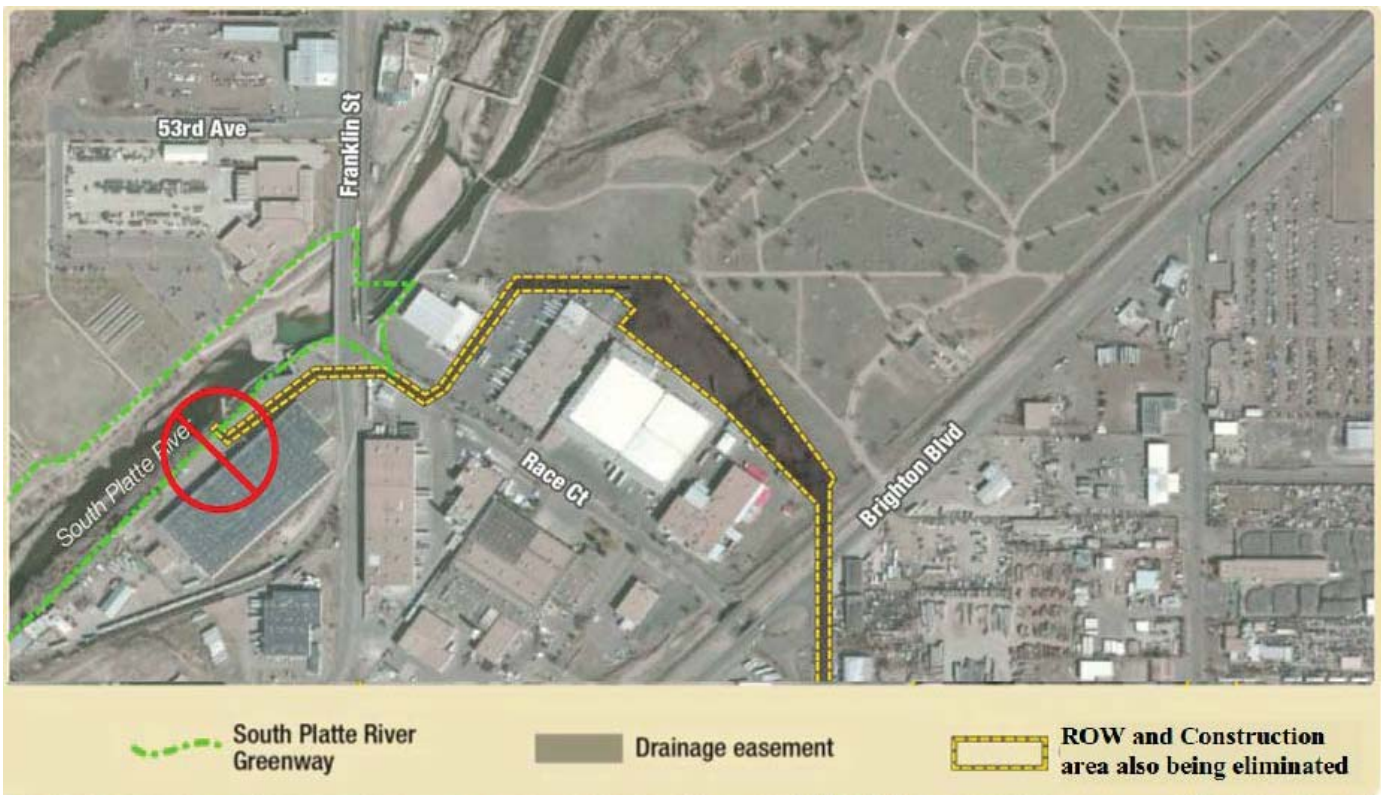 53rd Ave
Franklin St
South Platte River
Race Ct
Brighton Blvd
South Platte River
Greenway
Drainage easement
ROW and Construction
area also being eliminated